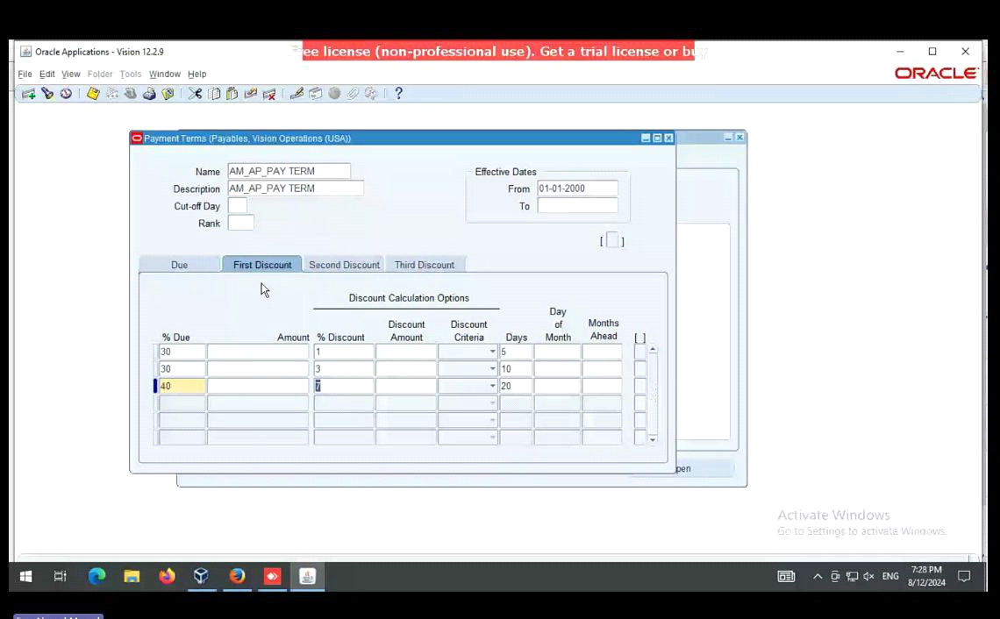 Oracle Applications - Vision 12.2.9
ee license (non-professional use). Get a trial license or bu
File Edit View Folder Tools Window Help
ORACLE
Payment Terms (Payables, Vision Operations (USA))
Name AM_AP_PAY TERM
Description AM_AP_PAY TERM
Cut-off Day
Rank
Effective Dates
From 01-01-2000
To
[ ]
Due First Discount Second Discount Third Discount
Discount Calculation Options
% Due Amount % Discount Discount Amount Discount Criteria Days Day of Month Months Ahead [ ]
30 1 5
30 3 10
40 7 20
pen
Activate Windows
Go to Settings to activate Windows.
ENG
7:28 PM
8/12/2024